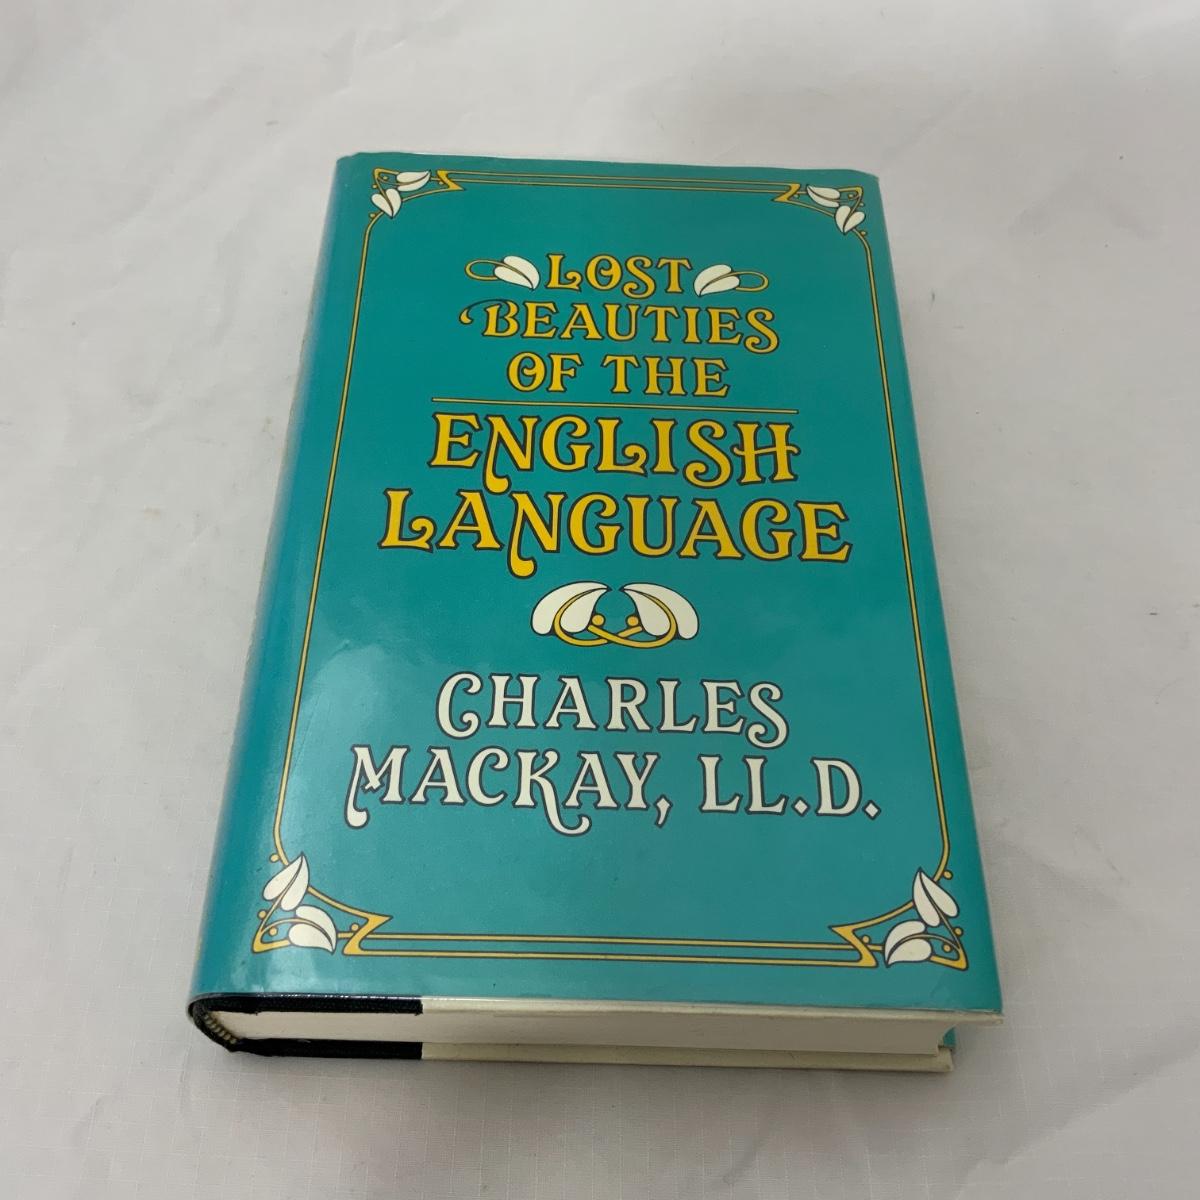 LOST
BEAUTIES
OF THE
ENGLISH
LANGUAGE
CHARLES
MACKAY, LL.D.